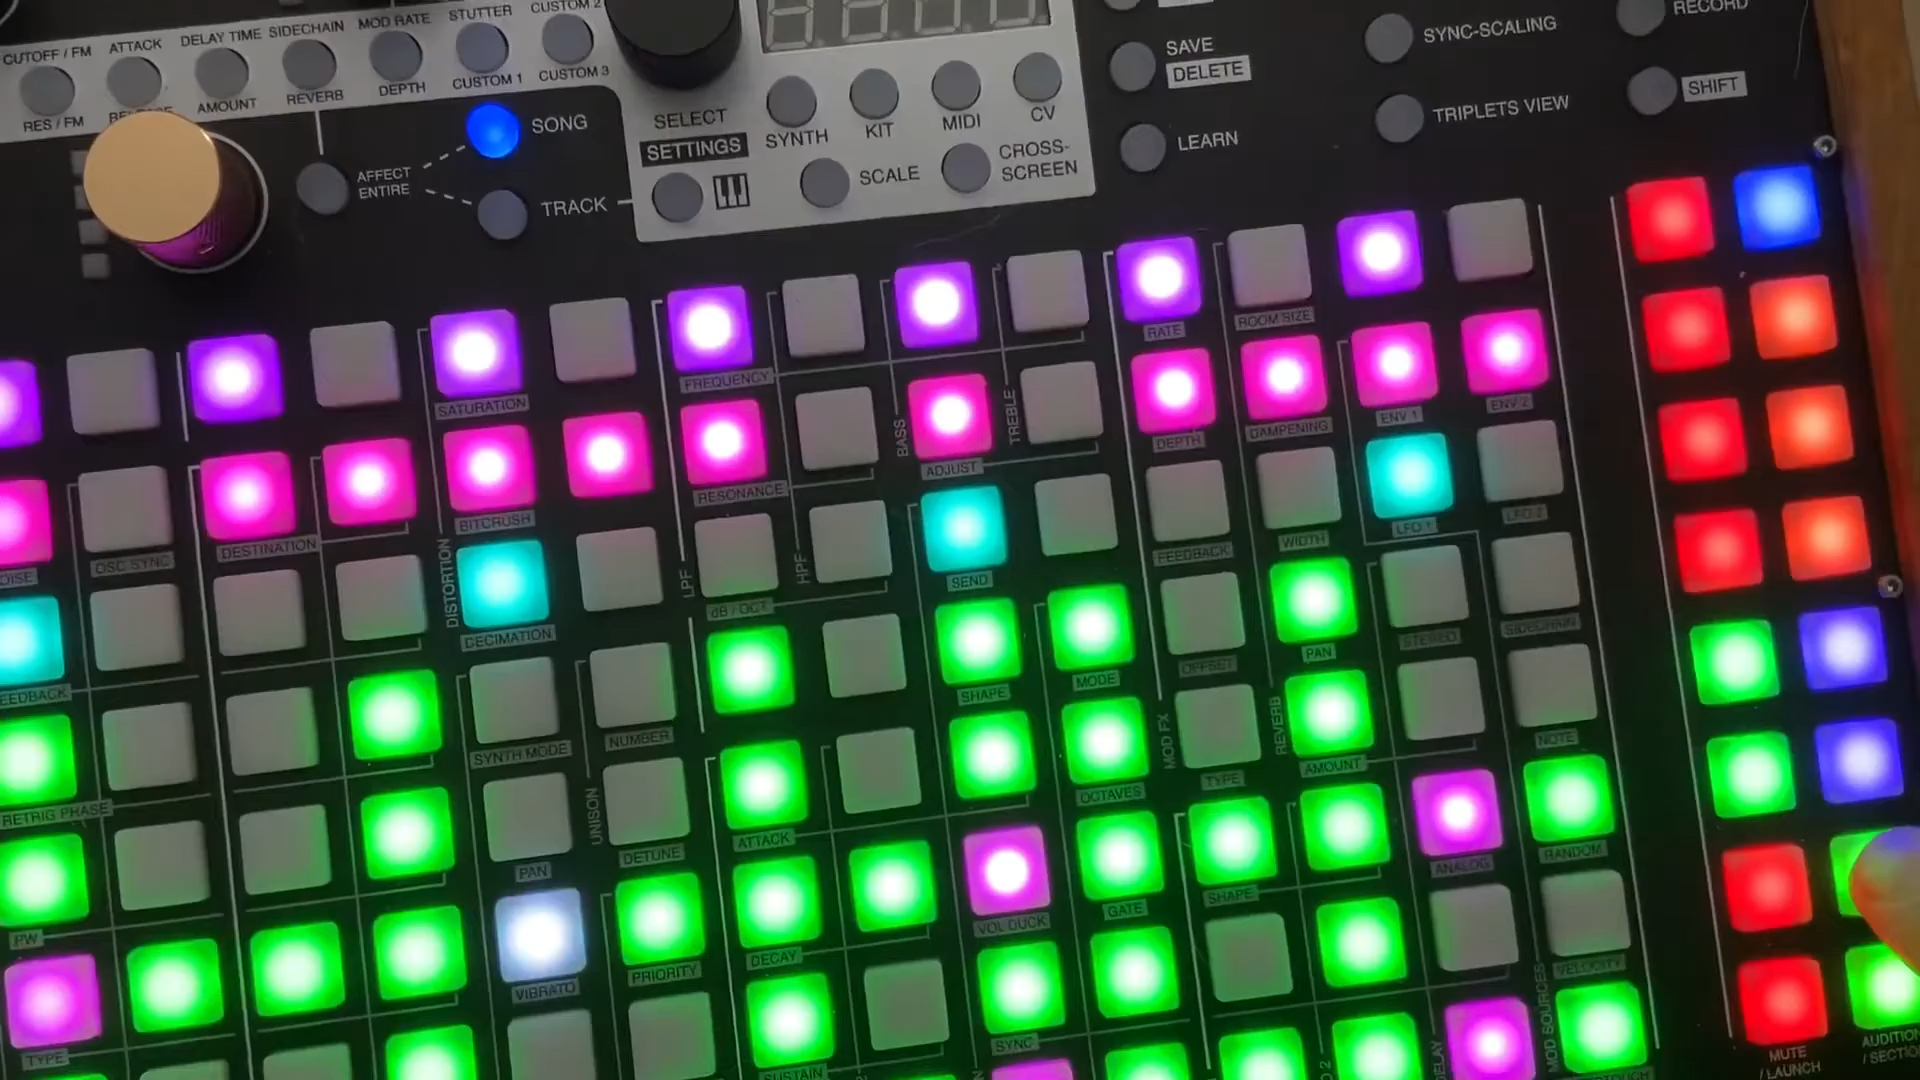 CUTOFF / FM
ATTACK
DELAY TIME
SIDECHAIN
MOD RATE
STUTTER
CUSTOM 2
RES / FM
AMOUNT
REVERB
DEPTH
CUSTOM 1
CUSTOM 3
RECORD
SAVE
DELETE
SYNC-SCALING
SHIFT
TRIPLETS VIEW
LEARN
SELECT
SETTINGS
SYNTH
KIT
MIDI
CV
SCALE
CROSS-
SCREEN
AFFECT
ENTIRE
SONG
TRACK
SATURATION
FREQUENCY
RATE
ROOM SIZE
BASS
TREBLE
OSC SYNC
DESTINATION
BITCRUSH
RESONANCE
ADJUST
DEPTH
DAMPENING
ENV 1
ENV 2
DISTORTION
LPF
HPF
DECIMATION
dB / OCT
SEND
FEEDBACK
WIDTH
LFO 1
LFO 2
SYNTH MODE
NUMBER
SHAPE
MODE
OFFSET
PAN
STEREO
SIDECHAIN
RETRIG PHASE
UNISON
PAN
DETUNE
ATTACK
OCTAVES
MOD FX
TYPE
REVERB
AMOUNT
NOTE
PW
VIBRATO
PRIORITY
DECAY
VOL DUCK
GATE
SHAPE
ANALOG
RANDOM
TYPE
SUSTAIN
SYNC
DELAY
MOD SOURCES
VELOCITY
MUTE
/ LAUNCH
AUDITION